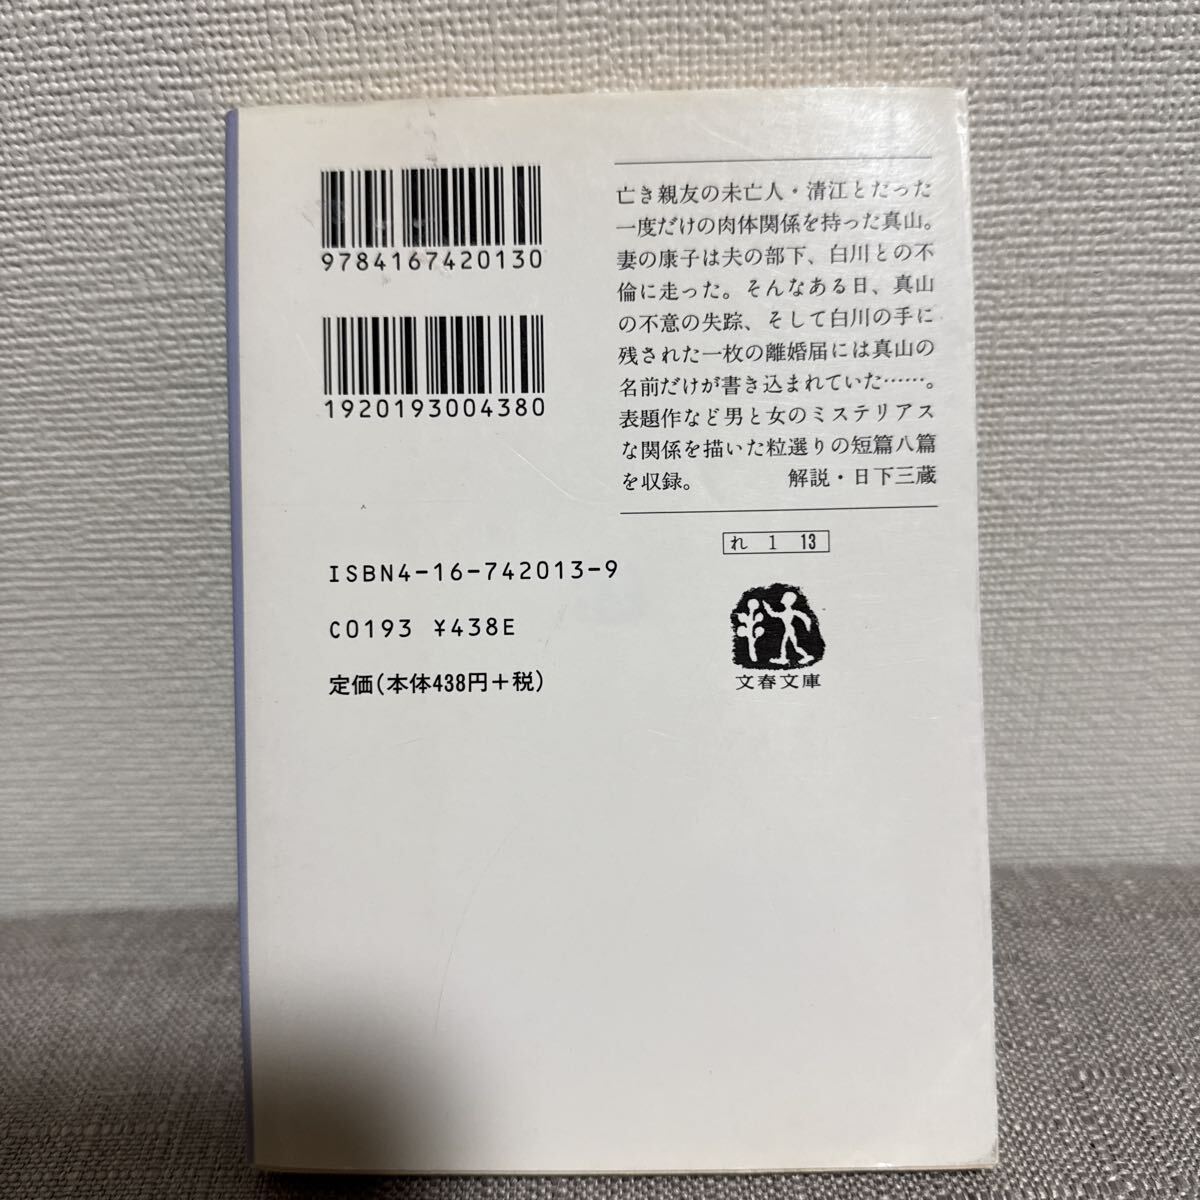 9784167420130
1920193004380
ISBN4-16-742013-9
C0193 ¥438E
定価(本体438円+税)
亡き親友の未亡人・清江とたった
一度だけの肉体関係を持った真山。
妻の康子は夫の部下、白川との不
倫に走った。そんなある日、真山
の不意の失踪、そして白川の手に
残された一枚の離婚届には真山の
名前だけが書き込まれていた……。
表題作など男と女のミステリアス
な関係を描いた粒選りの短篇八篇
を収録。 解説・日下三蔵
れ 1 13
文春文庫